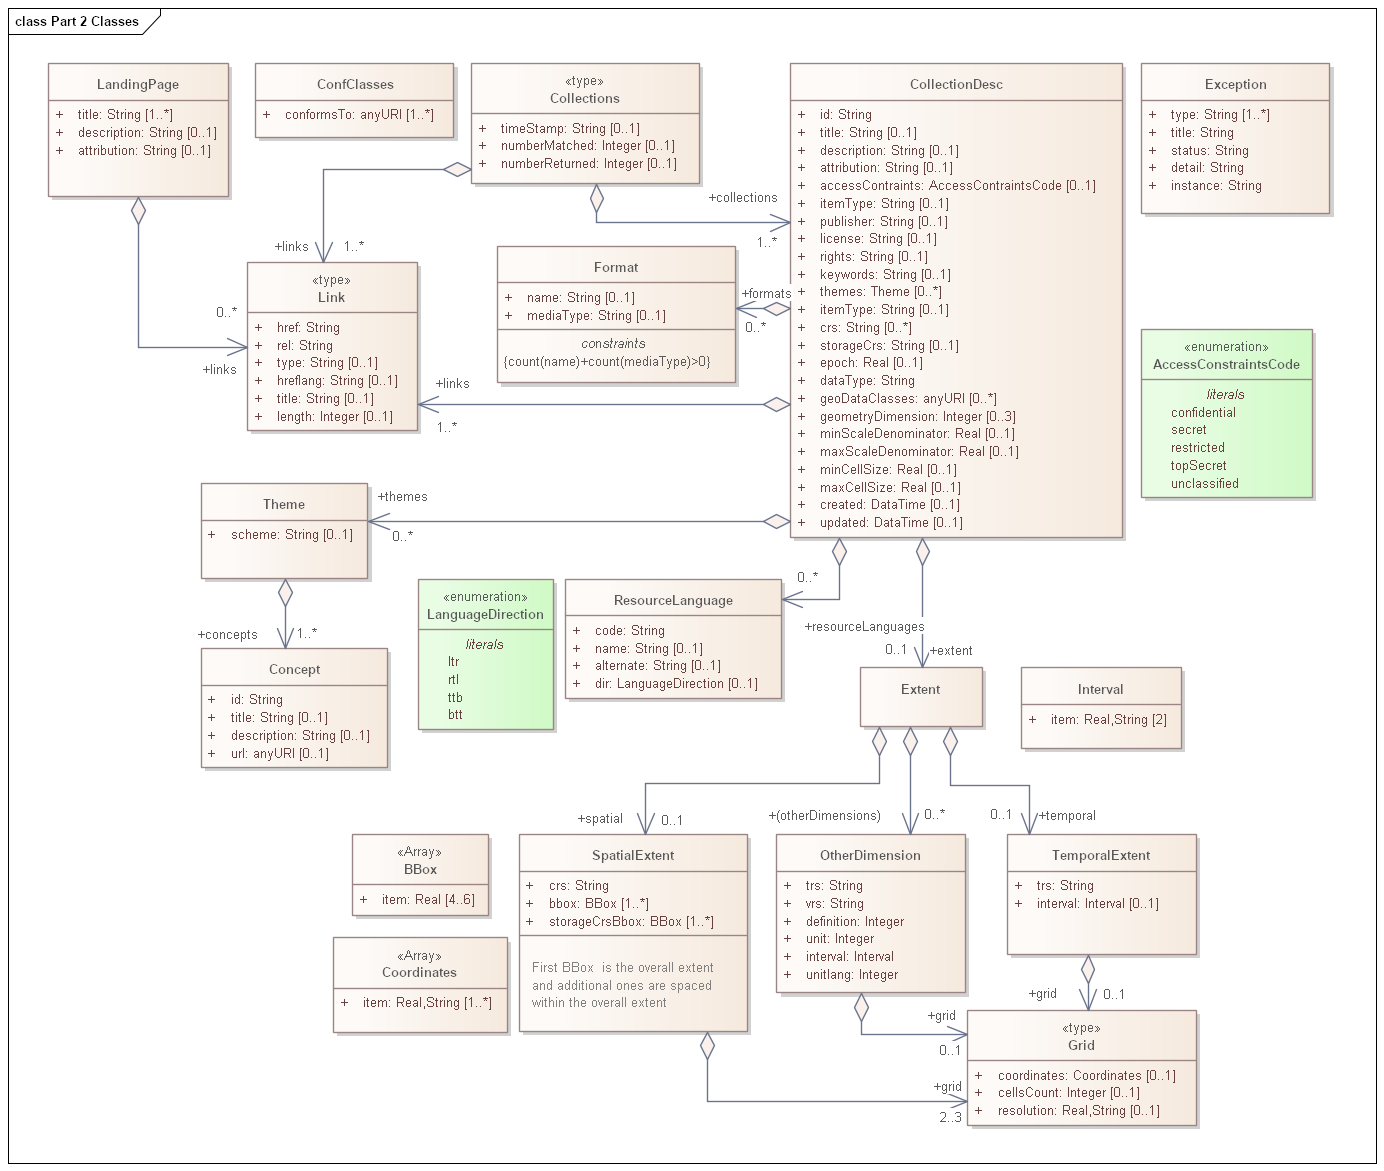 class Part 2 Classes
LandingPage
+ title: String [1..*]
+ description: String [0..1]
+ attribution: String [0..1]
ConfClasses
+ conformsTo: anyURI [1..*]
«type»
Collections
+ timeStamp: String [0..1]
+ numberMatched: Integer [0..1]
+ numberReturned: Integer [0..1]
CollectionDesc
+ id: String
+ title: String [0..1]
+ description: String [0..1]
+ attribution: String [0..1]
+ accessContraints: AccessContraintsCode [0..1]
+ itemType: String [0..1]
+ publisher: String [0..1]
+ license: String [0..1]
+ rights: String [0..1]
+ keywords: String [0..1]
+ themes: Theme [0..*]
+ itemType: String [0..1]
+ crs: String [0..*]
+ storageCrs: String [0..1]
+ epoch: Real [0..1]
+ dataType: String
+ geoDataClasses: anyURI [0..*]
+ geometryDimension: Integer [0..3]
+ minScaleDenominator: Real [0..1]
+ maxScaleDenominator: Real [0..1]
+ minCellSize: Real [0..1]
+ maxCellSize: Real [0..1]
+ created: DataTime [0..1]
+ updated: DataTime [0..1]
Exception
+ type: String [1..*]
+ title: String
+ status: String
+ detail: String
+ instance: String
+collections
1..*
+links
1..*
«type»
Link
+ href: String
+ rel: String
+ type: String [0..1]
+ hreflang: String [0..1]
+ title: String [0..1]
+ length: Integer [0..1]
0..*
+links
Format
+ name: String [0..1]
+ mediaType: String [0..1]
constraints
{count(name)+count(mediaType)>0}
+formats
0..*
+links
1..*
«enumeration»
AccessConstraintsCode
literals
confidential
secret
restricted
topSecret
unclassified
Theme
+ scheme: String [0..1]
+themes
0..*
+concepts
1..*
Concept
+ id: String
+ title: String [0..1]
+ description: String [0..1]
+ url: anyURI [0..1]
«enumeration»
LanguageDirection
literals
ltr
rtl
ttb
btt
ResourceLanguage
+ code: String
+ name: String [0..1]
+ alternate: String [0..1]
+ dir: LanguageDirection [0..1]
0..*
+resourceLanguages
0..1
+extent
Extent
Interval
+ item: Real,String [2]
+spatial
0..1
+(otherDimensions)
0..*
0..1
+temporal
«Array»
BBox
+ item: Real [4..6]
«Array»
Coordinates
+ item: Real,String [1..*]
SpatialExtent
+ crs: String
+ bbox: BBox [1..*]
+ storageCrsBbox: BBox [1..*]
First BBox is the overall extent
and additional ones are spaced
within the overall extent
OtherDimension
+ trs: String
+ vrs: String
+ definition: Integer
+ unit: Integer
+ interval: Interval
+ unitlang: Integer
TemporalExtent
+ trs: String
+ interval: Interval [0..1]
+grid
0..1
+grid
0..1
+grid
2..3
«type»
Grid
+ coordinates: Coordinates [0..1]
+ cellsCount: Integer [0..1]
+ resolution: Real,String [0..1]